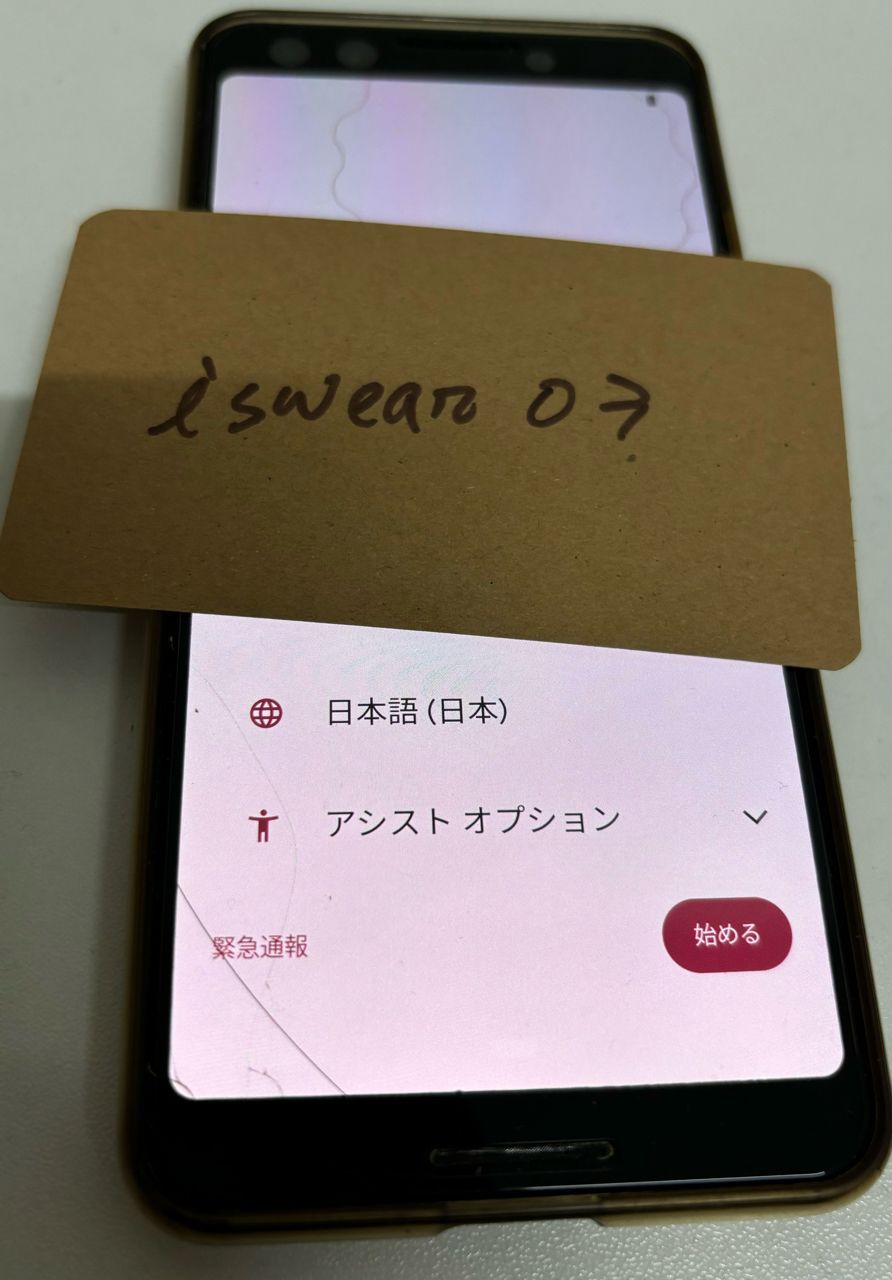 iswear 07
日本語 (日本)
アシスト オプション
緊急通報
始める